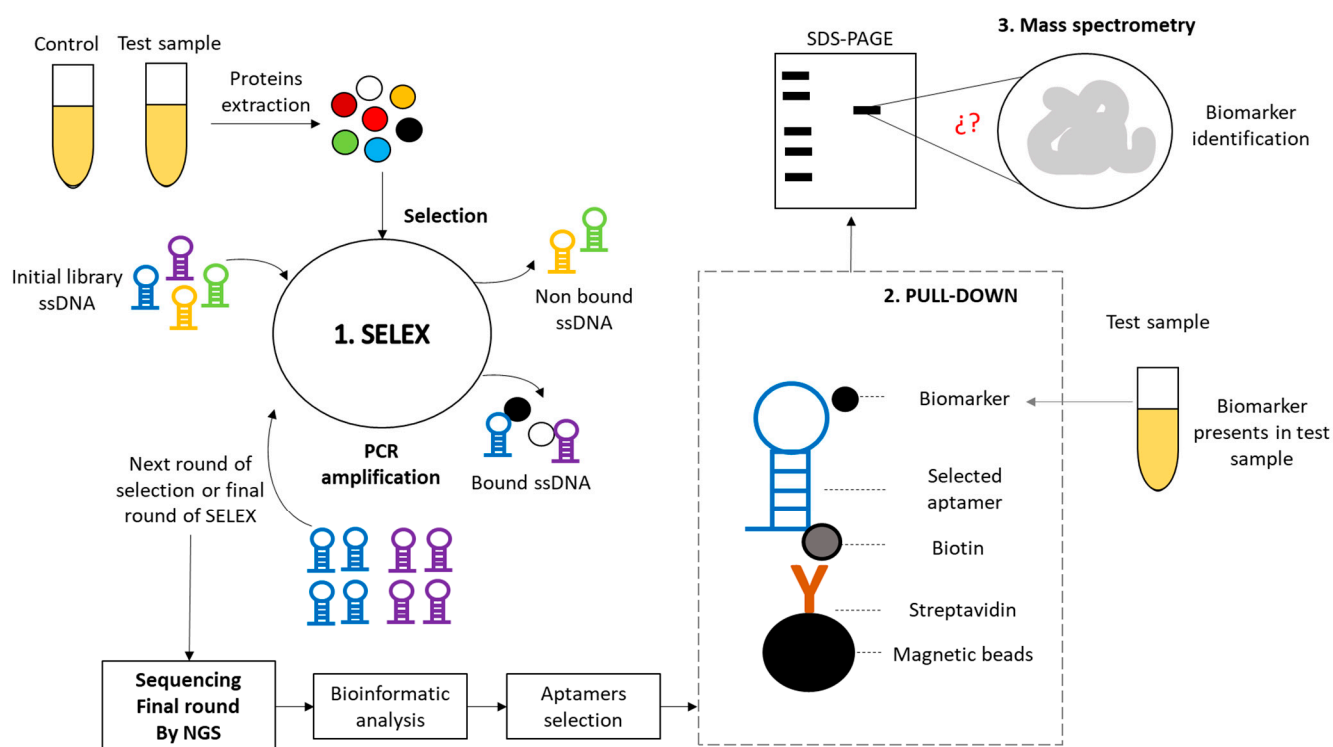 Control
Test sample
Proteins
extraction
Selection
Initial library
ssDNA
1. SELEX
Non bound
ssDNA
Bound ssDNA
PCR
amplification
Next round of
selection or final
round of SELEX
Sequencing
Final round
By NGS
Bioinformatic
analysis
Aptamers
selection
2. PULL-DOWN
Biomarker
Selected
aptamer
Biotin
Streptavidin
Magnetic beads
Test sample
Biomarker
presents in test
sample
SDS-PAGE
¿?
3. Mass spectrometry
Biomarker
identification